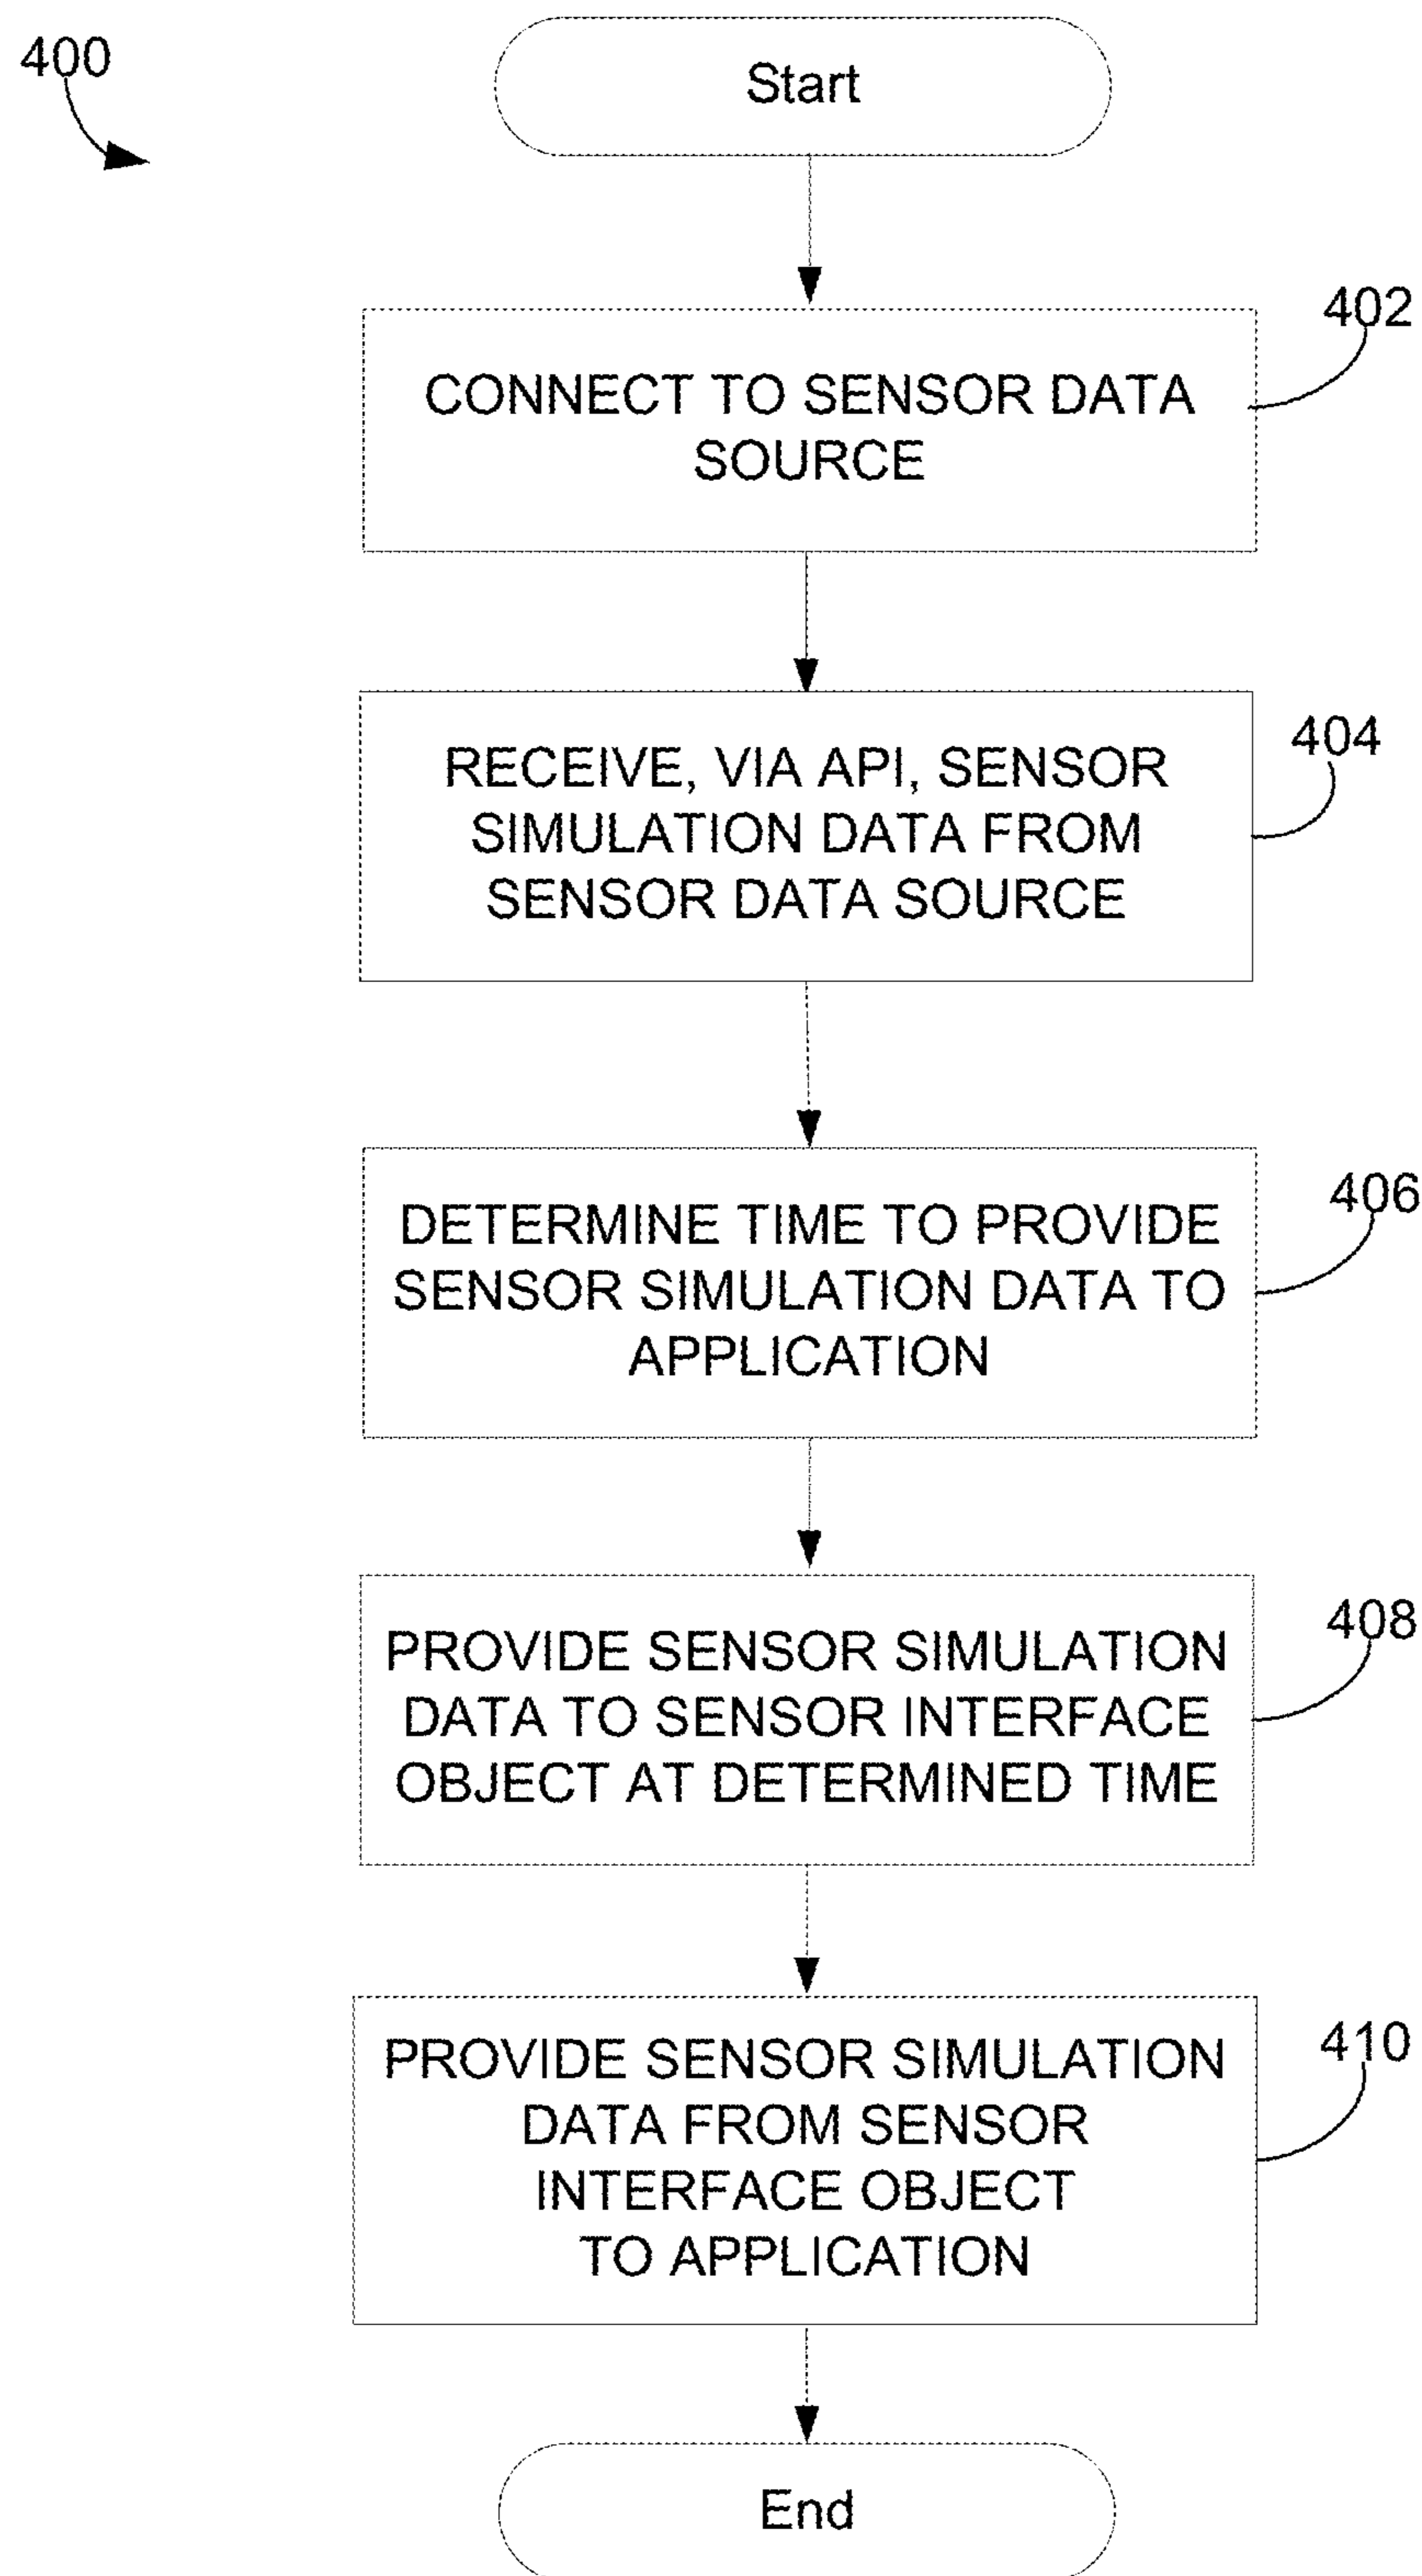 400
Start
402
CONNECT TO SENSOR DATA
SOURCE
404
RECEIVE, VIA API, SENSOR
SIMULATION DATA FROM
SENSOR DATA SOURCE
406
DETERMINE TIME TO PROVIDE
SENSOR SIMULATION DATA TO
APPLICATION
408
PROVIDE SENSOR SIMULATION
DATA TO SENSOR INTERFACE
OBJECT AT DETERMINED TIME
410
PROVIDE SENSOR SIMULATION
DATA FROM SENSOR
INTERFACE OBJECT
TO APPLICATION
End